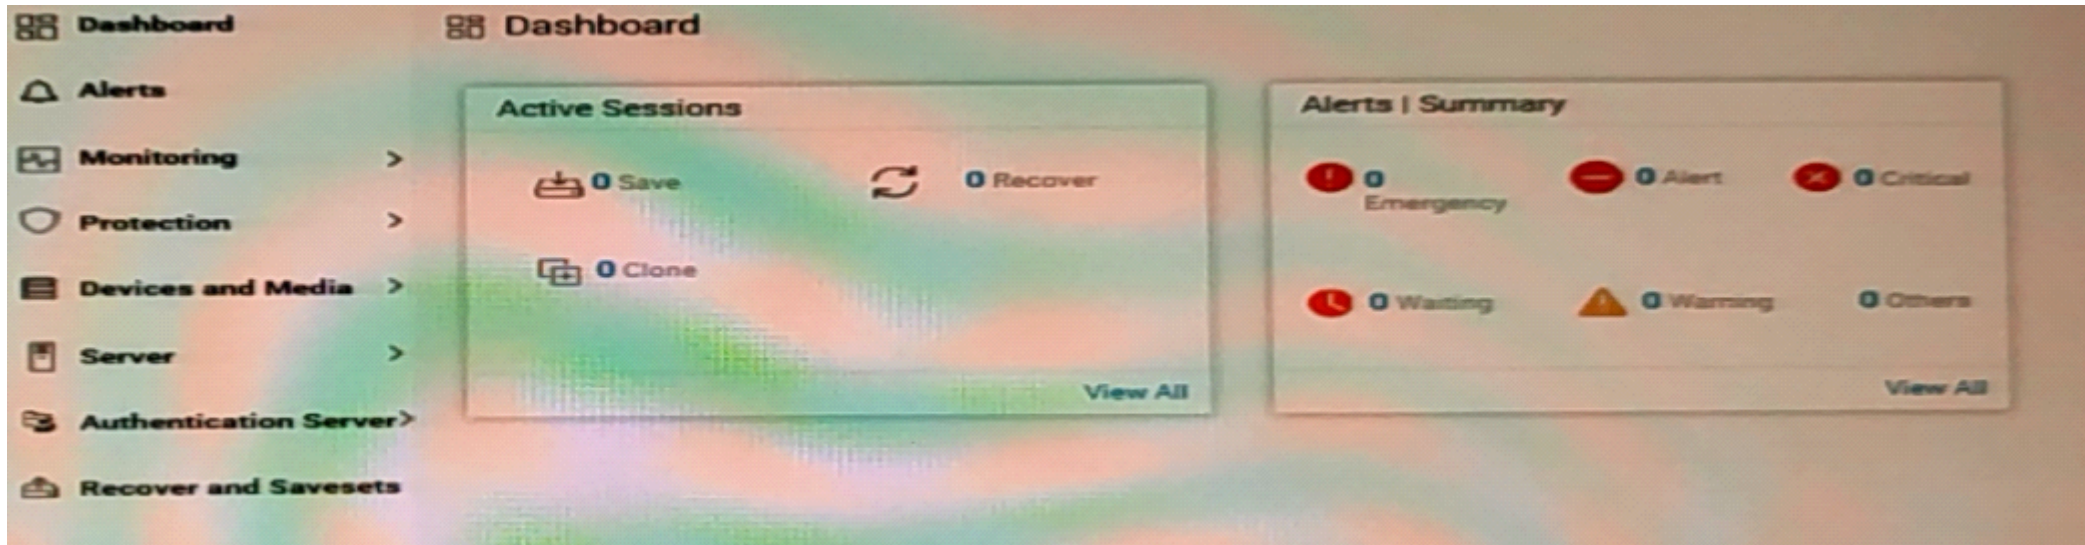 Dashboard
Alerts
Monitoring
Protection
Devices and Media
Server
Authentication Server
Recover and Savesets
Dashboard
Active Sessions
0 Save
0 Recover
0 Clone
View All
Alerts | Summary
0
Emergency
0 Alert
0 Critical
0 Waiting
0 Warning
0 Others
View All